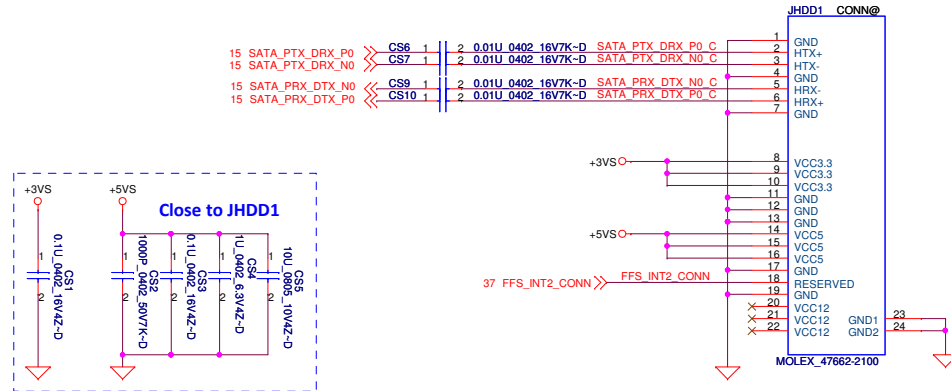 JHDD1 CONN@
1 GND
15 SATA_PTX_DRX_P0 CS6 1 2 0.01U_0402_16V7K~D SATA_PTX_DRX_P0_C 2 HTX+
15 SATA_PTX_DRX_N0 CS7 1 2 0.01U_0402_16V7K~D SATA_PTX_DRX_N0_C 3 HTX-
4 GND
15 SATA_PRX_DTX_N0 CS9 1 2 0.01U_0402_16V7K~D SATA_PRX_DTX_N0_C 5 HRX-
15 SATA_PRX_DTX_P0 CS10 1 2 0.01U_0402_16V7K~D SATA_PRX_DTX_P0_C 6 HRX+
7 GND
+3VS 8 VCC3.3
9 VCC3.3
10 VCC3.3
11 GND
12 GND
13 GND
+5VS 14 VCC5
15 VCC5
16 VCC5
17 GND
37 FFS_INT2_CONN FFS_INT2_CONN 18 RESERVED
19 GND
20 VCC12
21 VCC12 GND1 23
22 VCC12 GND2 24
MOLEX_47662-2100
+3VS +5VS
Close to JHDD1
1 2 0.1U_0402_16V4Z~D CS1
1 2 1000P_0402_50V7K~D CS2
1 2 0.1U_0402_16V4Z~D CS3
1 2 1U_0402_6.3V4Z~D CS4
1 2 10U_0805_10V4Z~D CS5